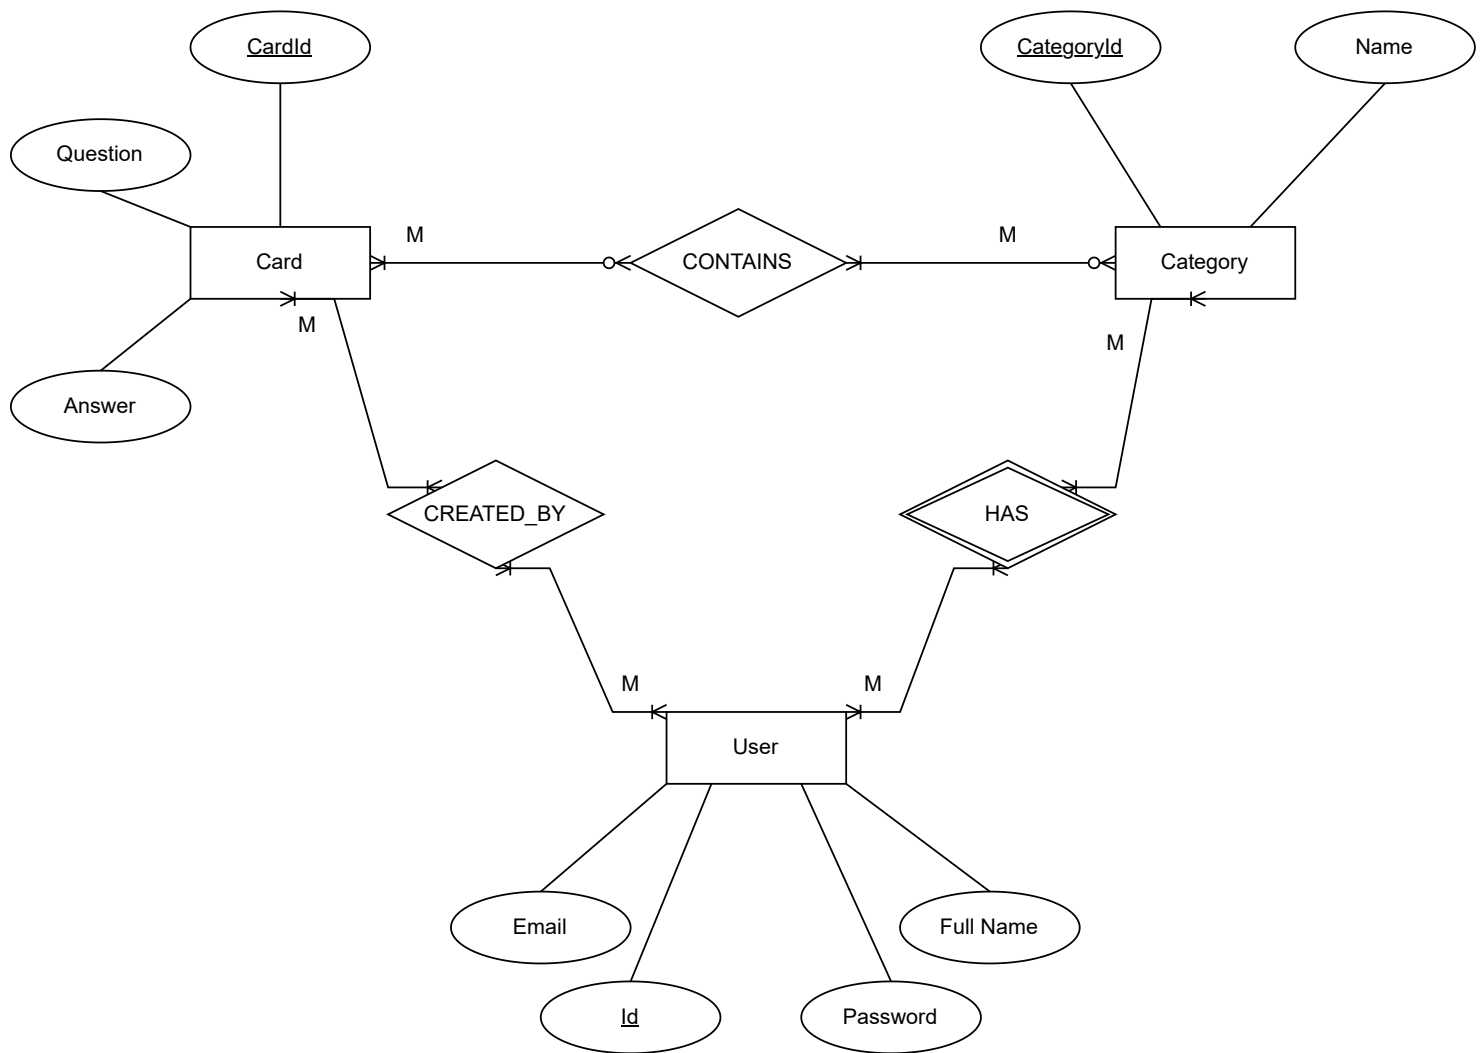 CardId
CategoryId
Name
Question
M
M
Card
CONTAINS
Category
M
M
Answer
CREATED_BY
HAS
M
M
User
Email
Full Name
Id
Password